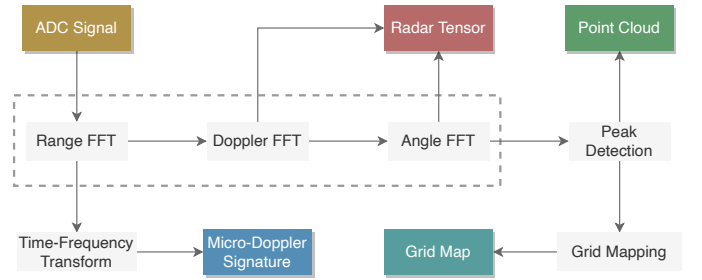 ADC Signal
Radar Tensor
Point Cloud
Range FFT
Doppler FFT
Angle FFT
Peak
Detection
Time-Frequency
Transform
Micro-Doppler
Signature
Grid Map
Grid Mapping